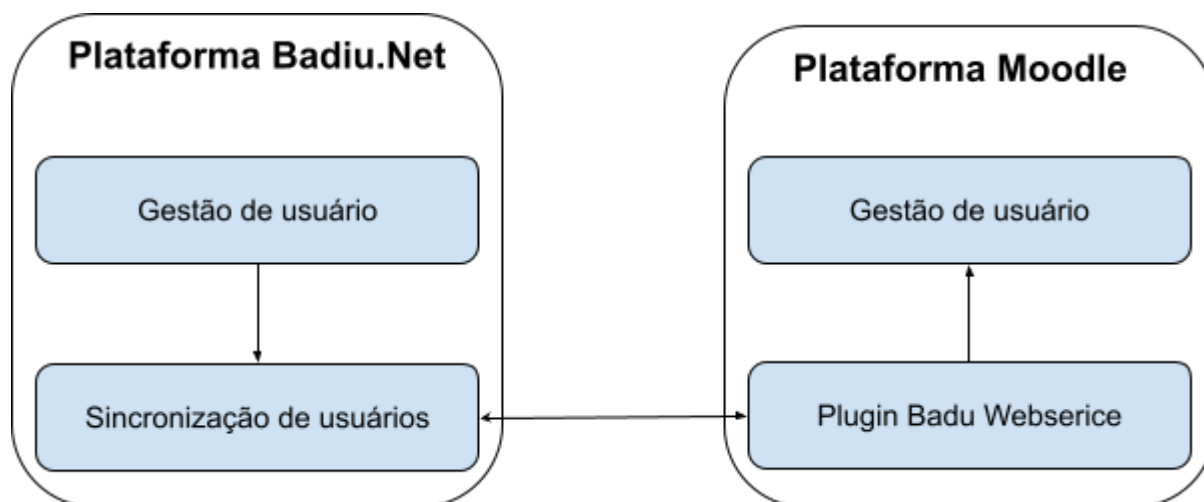 Plataforma Badiu.Net
Gestão de usuário
Sincronização de usuários
Plataforma Moodle
Gestão de usuário
Plugin Badu Webserice